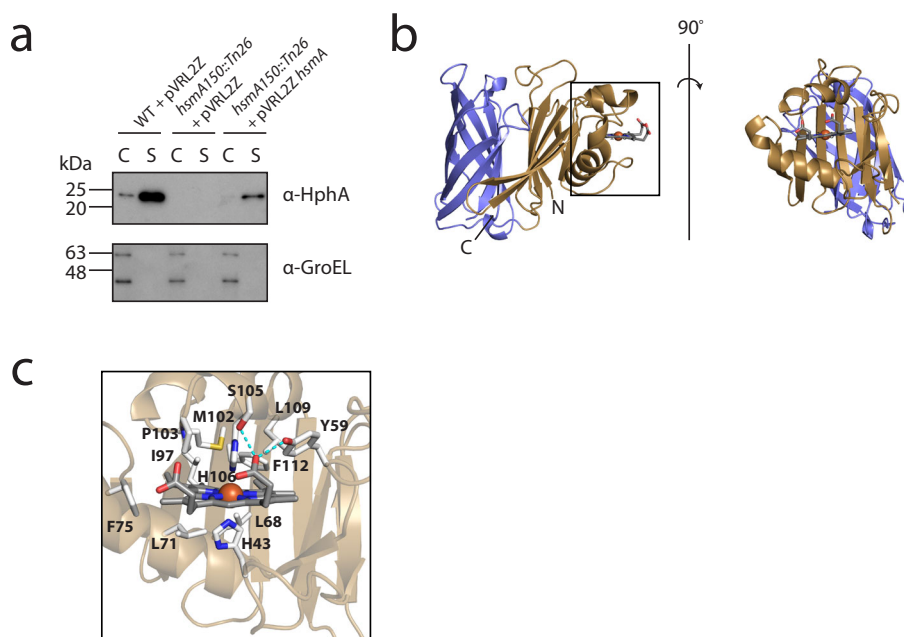 a
WT + pVRL2Z
hsmA150::Tn26
+ pVRL2Z
hsmA150::Tn26
+ pVRL2Z hsmA
kDa
C S C S C S
25
20
α-HphA
63
48
α-GroEL
b
90°
N
C
c
S105
L109
M102
Y59
P103
I97
F112
H106
L68
F75
L71
H43